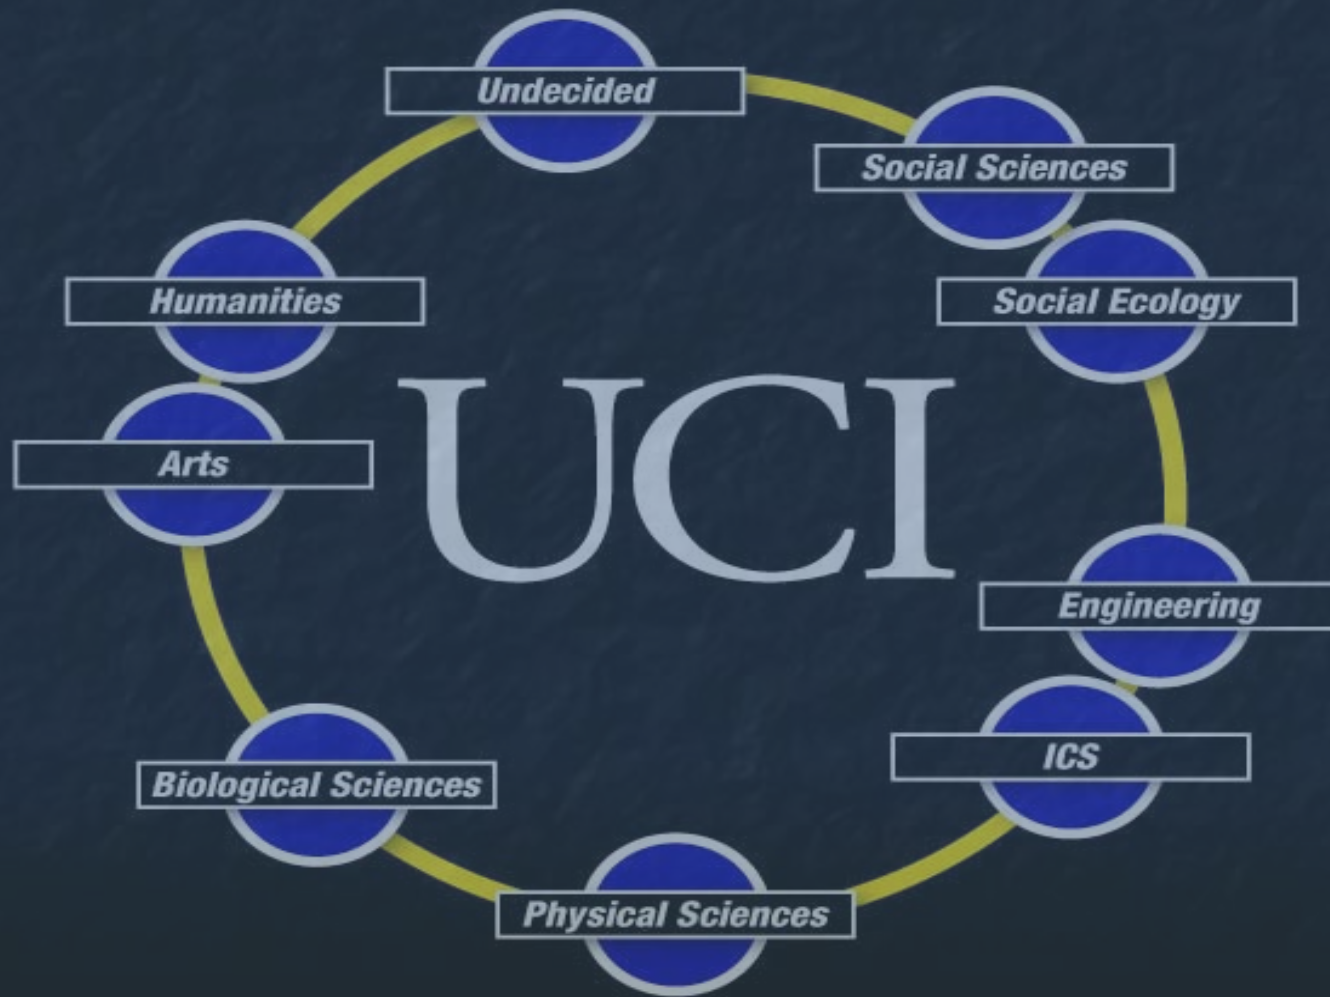 Undecided
Social Sciences
Humanities
Social Ecology
UCI
Arts
Engineering
ICS
Biological Sciences
Physical Sciences